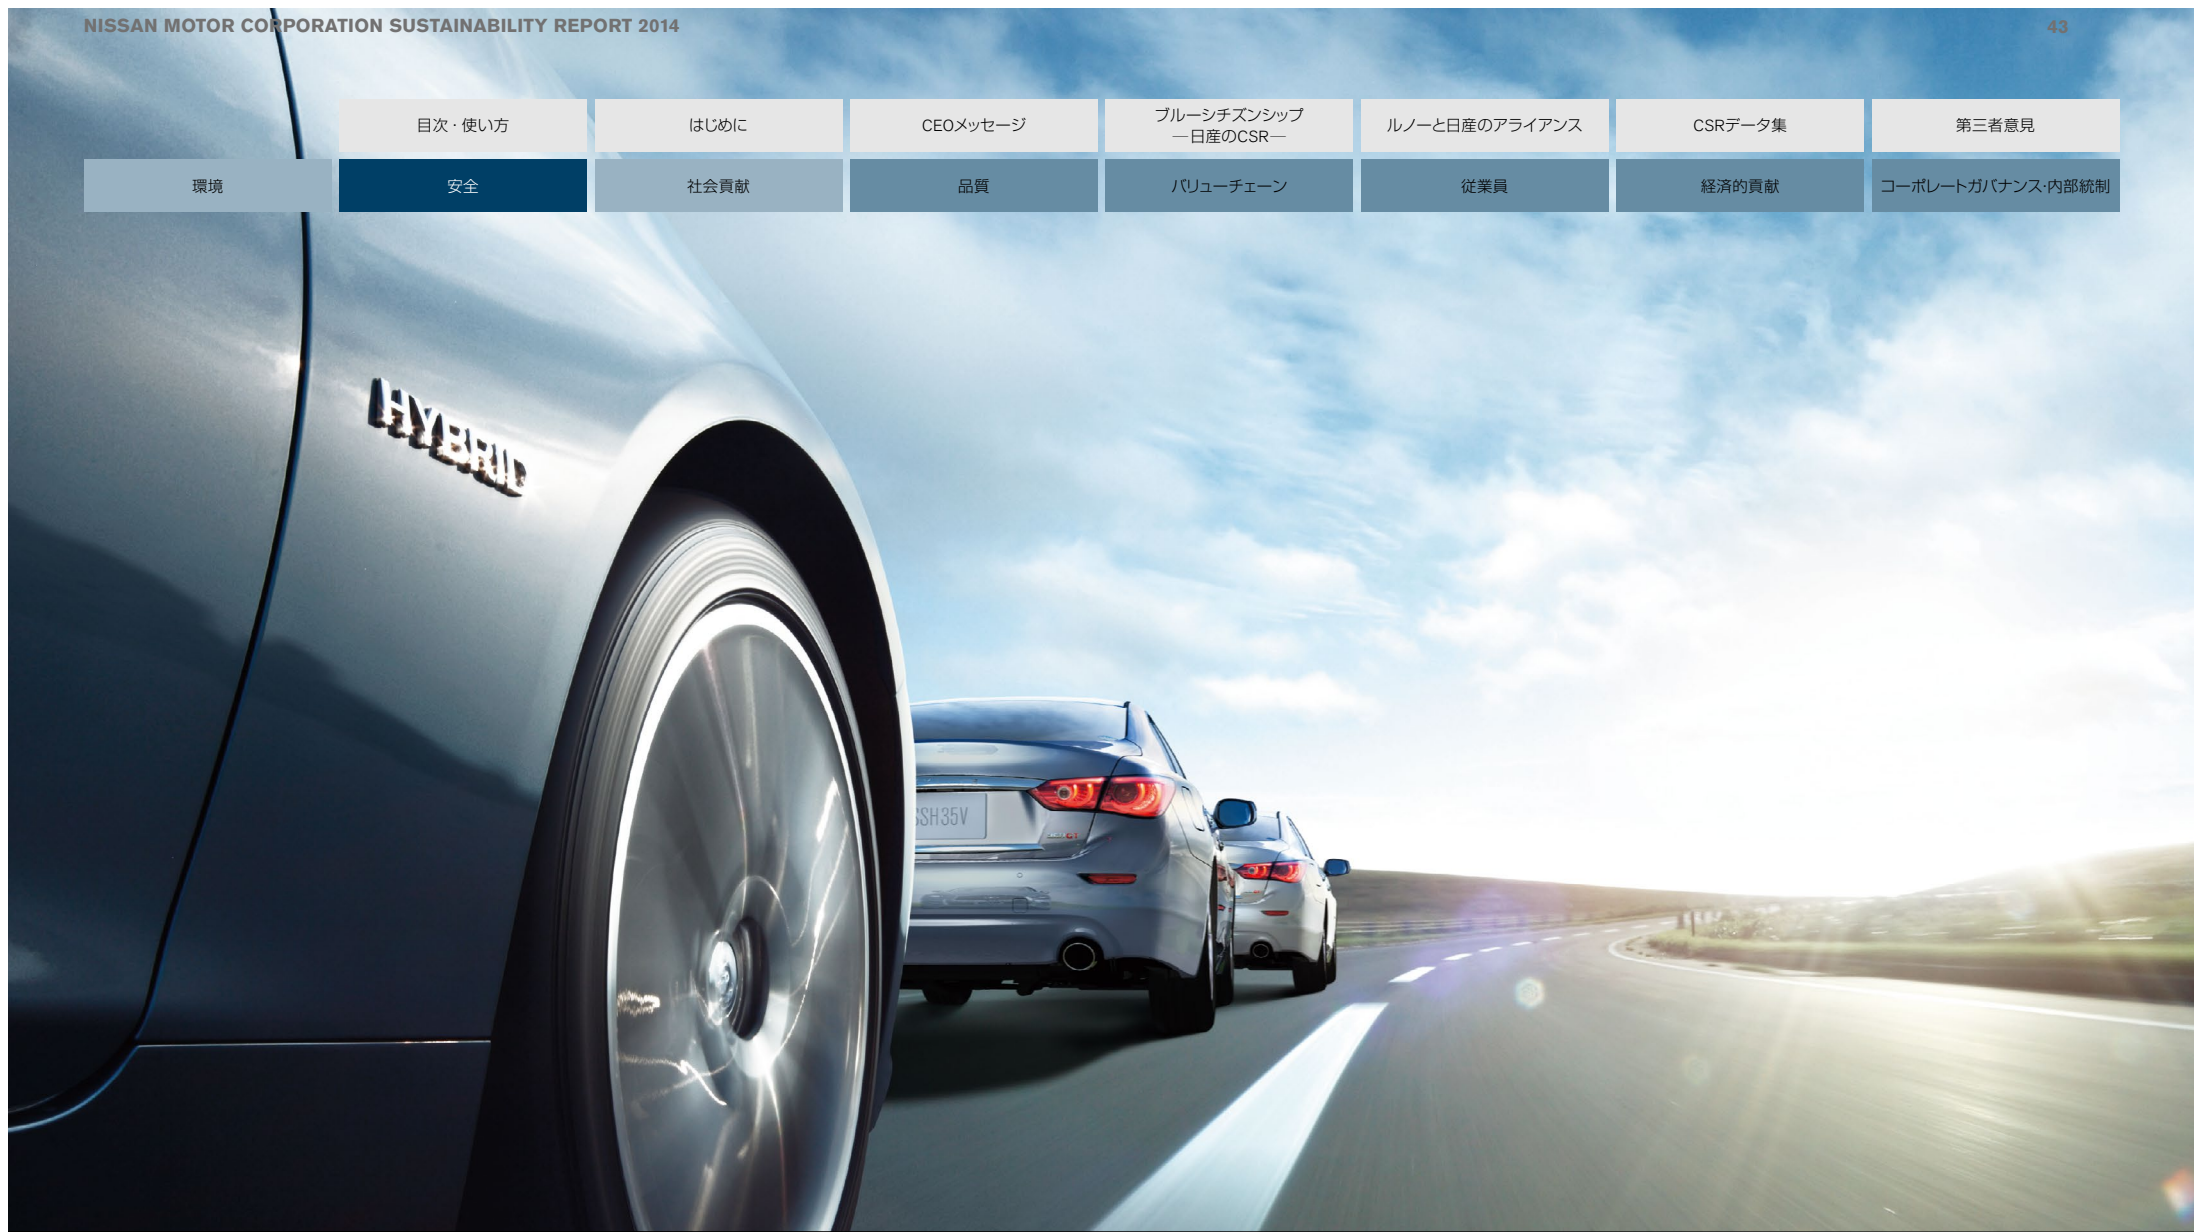 NISSAN MOTOR CORPORATION SUSTAINABILITY REPORT 2014
43
目次・使い方
はじめに
CEOメッセージ
ブルーシチズンシップ
―日産のCSR―
ルノーと日産のアライアンス
CSRデータ集
第三者意見
環境
安全
社会貢献
品質
バリューチェーン
従業員
経済的貢献
コーポレートガバナンス・内部統制
HYBRID
SSH35V